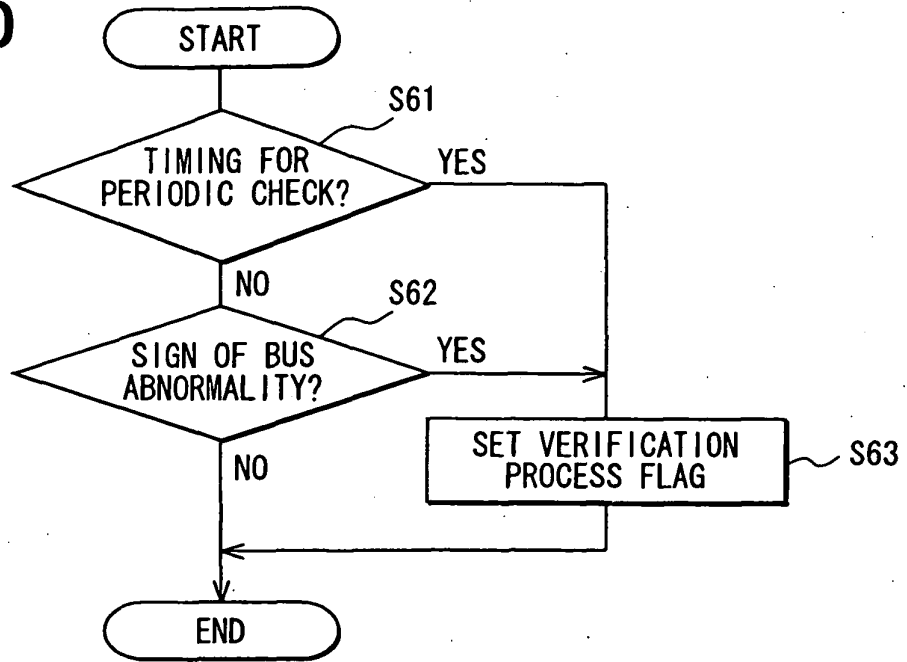 START
S61
TIMING FOR
PERIODIC CHECK?
YES
NO
S62
SIGN OF BUS
ABNORMALITY?
YES
NO
SET VERIFICATION
PROCESS FLAG
S63
END